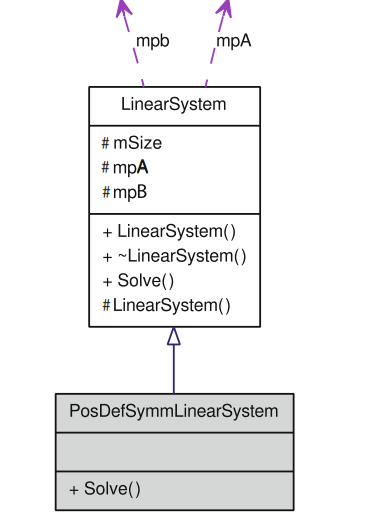 mpb mpA
LinearSystem
# mSize
# mpA
# mpB
+ LinearSystem()
+ ~LinearSystem()
+ Solve()
# LinearSystem()
PosDefSymmLinearSystem
+ Solve()